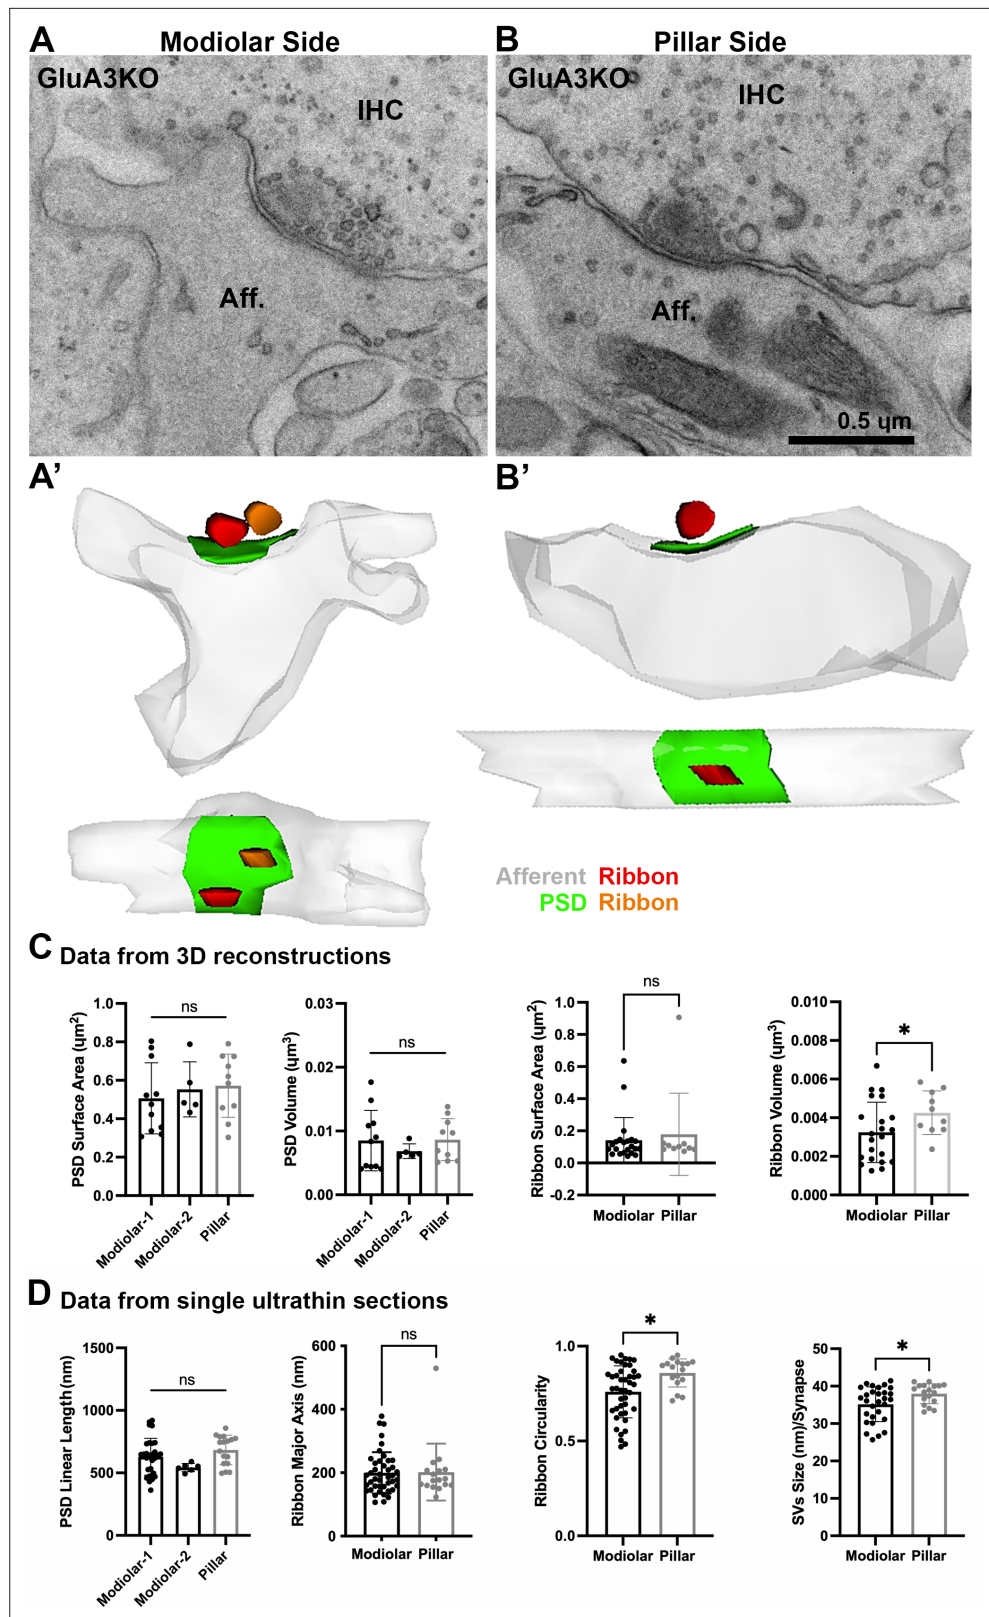 A
Modiolar Side
B
Pillar Side
GluA3KO
IHC
Aff.
GluA3KO
IHC
Aff.
0.5 µm
A’
B’
Afferent Ribbon
PSD Ribbon
C Data from 3D reconstructions
PSD Surface Area (µm²)
1.0
0.8
0.6
0.4
0.2
0.0
ns
Modiolar-1
Modiolar-2
Pillar
PSD Volume (µm³)
0.03
0.02
0.01
0.00
ns
Modiolar-1
Modiolar-2
Pillar
Ribbon Surface Area (µm²)
1.0
0.8
0.6
0.4
0.2
0.0
-0.2
ns
Modiolar Pillar
Ribbon Volume (µm³)
0.010
0.008
0.006
0.004
0.002
0.000
*
Modiolar Pillar
D Data from single ultrathin sections
PSD Linear Length(nm)
1500
1000
500
0
ns
Modiolar-1
Modiolar-2
Pillar
Ribbon Major Axis (nm)
600
400
200
0
ns
Modiolar Pillar
Ribbon Circularity
1.0
0.5
0.0
*
Modiolar Pillar
SVs Size (nm)/Synapse
50
40
30
20
10
0
*
Modiolar Pillar